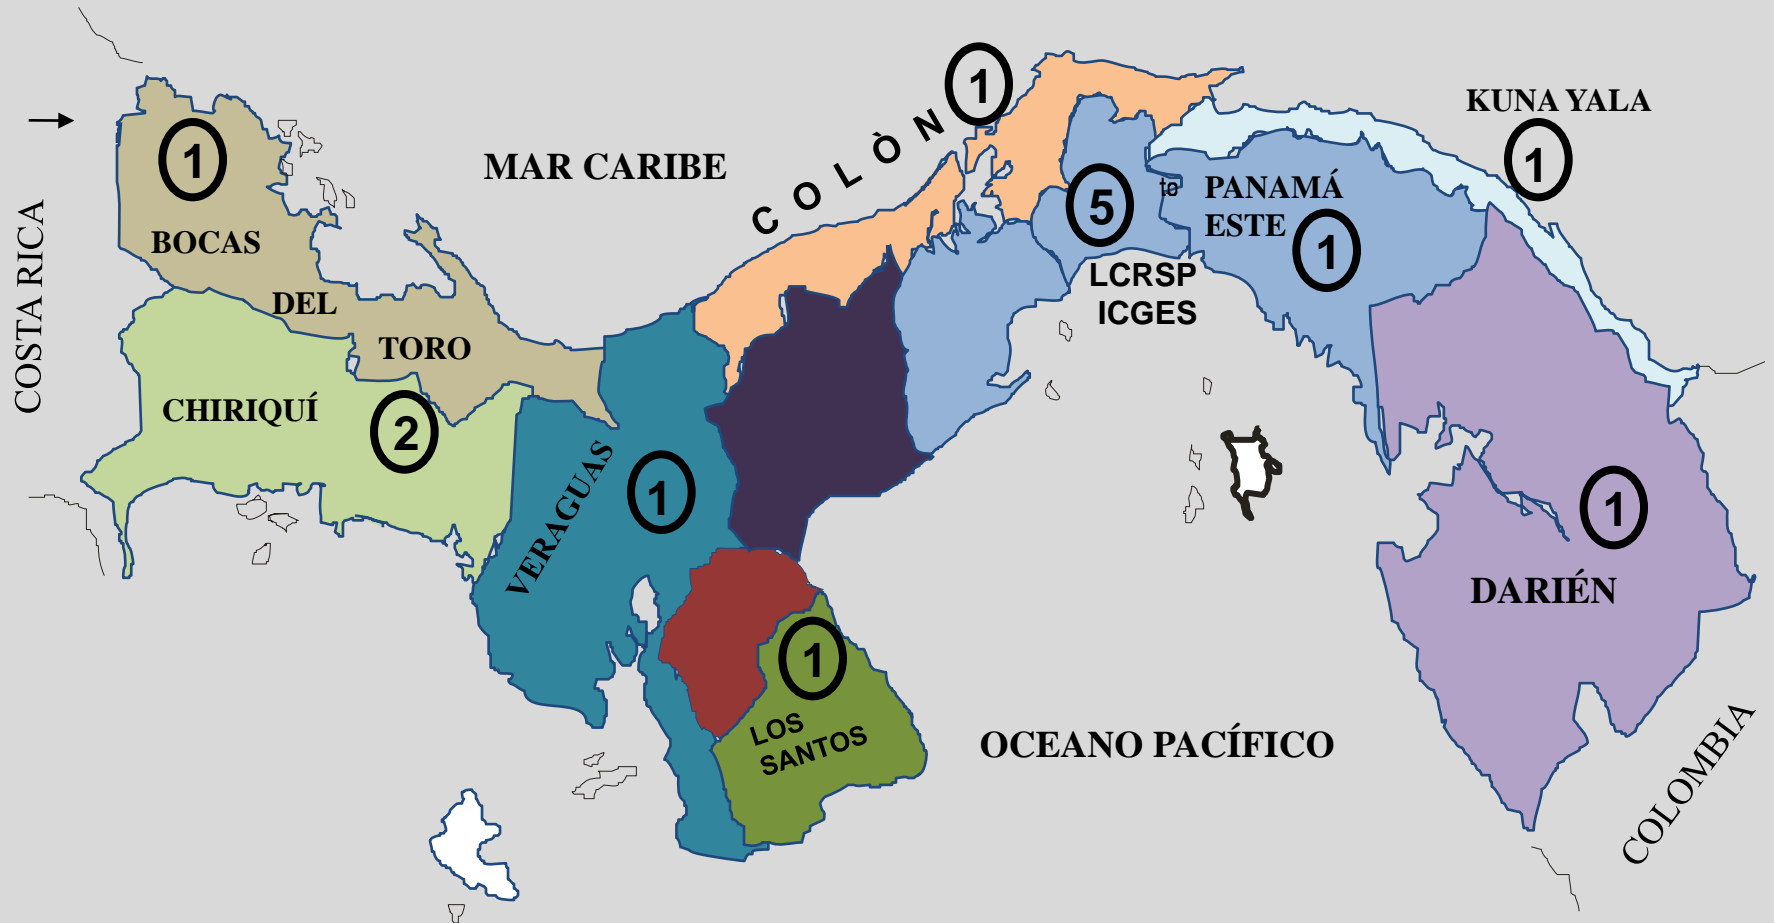 1
KUNA YALA
1
1
MAR CARIBE
COLÒN
to
PANAMÁ
ESTE
5
1
BOCAS
COSTA RICA
LCRSP
ICGES
DEL
TORO
CHIRIQUÍ
2
VERAGUAS
1
1
DARIÉN
1
LOS
SANTOS
OCEANO PACÍFICO
COLOMBIA